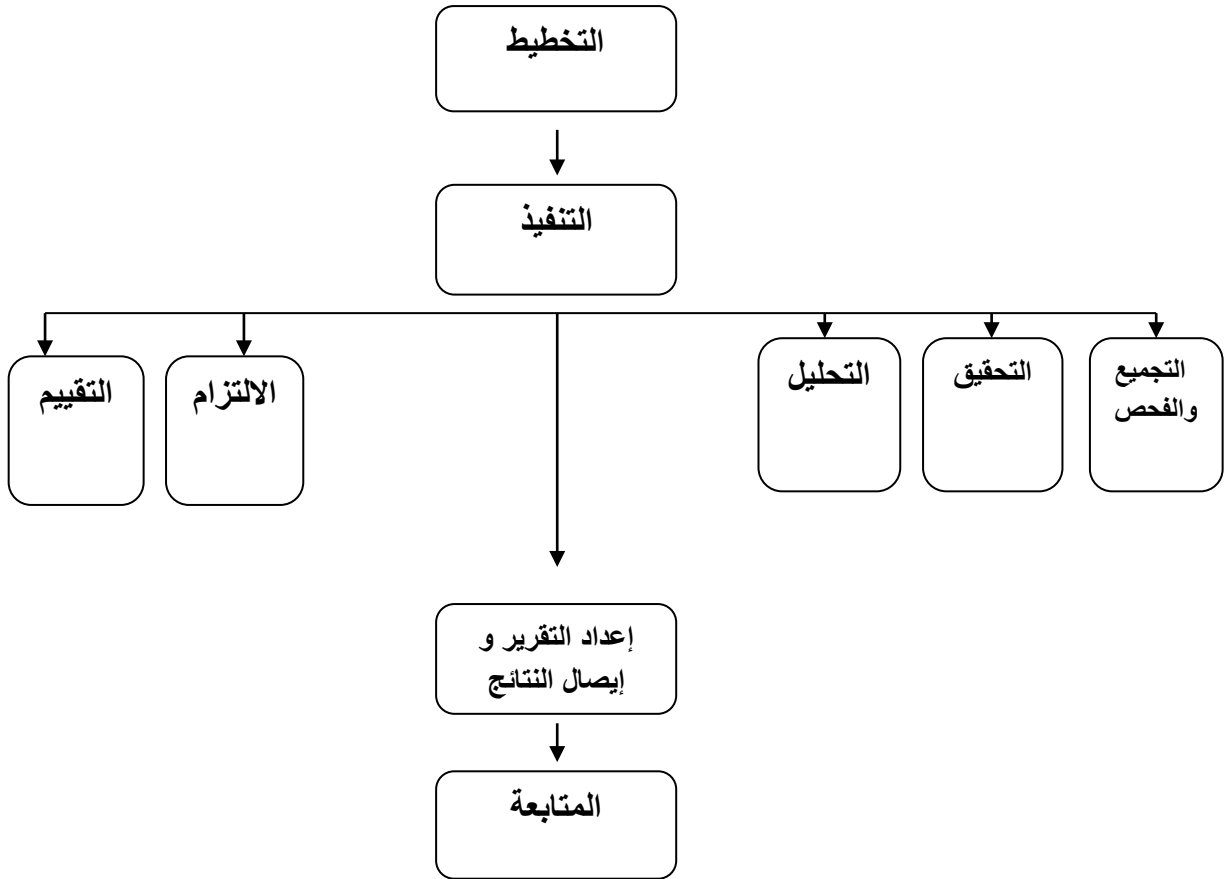 التخطيط
التنفيذ
التجميع
والفحص
التحقيق
التحليل
الالتزام
التقييم
إعداد التقرير و
إيصال النتائج
المتابعة